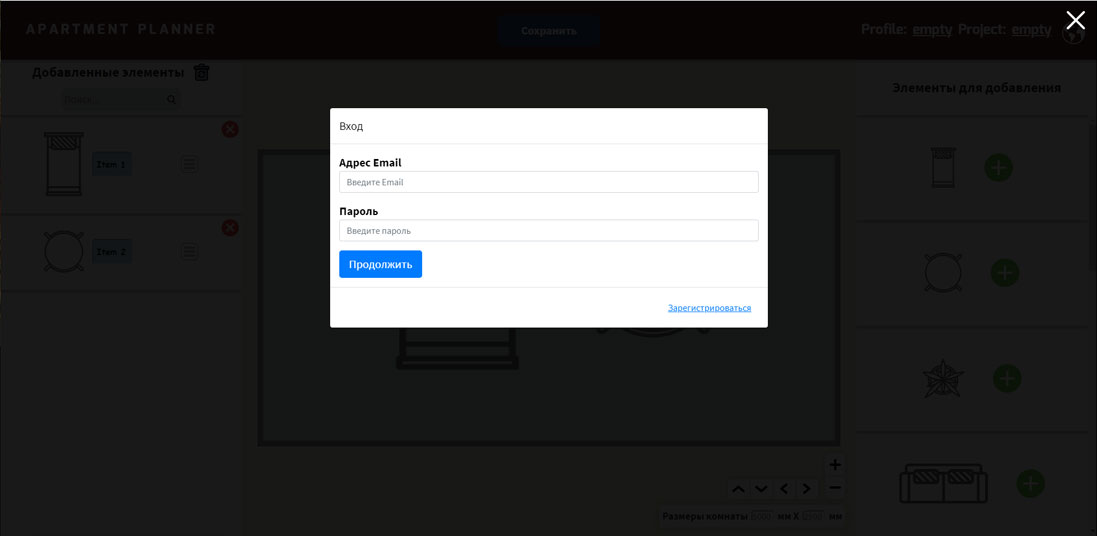 APARTMENT PLANNER
Сохранить
Profile: empty Project: empty
Добавленные элементы
Поиск...
Item 1
Item 2
Элементы для добавления
Вход
Адрес Email
Введите Email
Пароль
Введите пароль
Продолжить
Зарегистрироваться
Размеры комнаты 5000 мм X 2500 мм